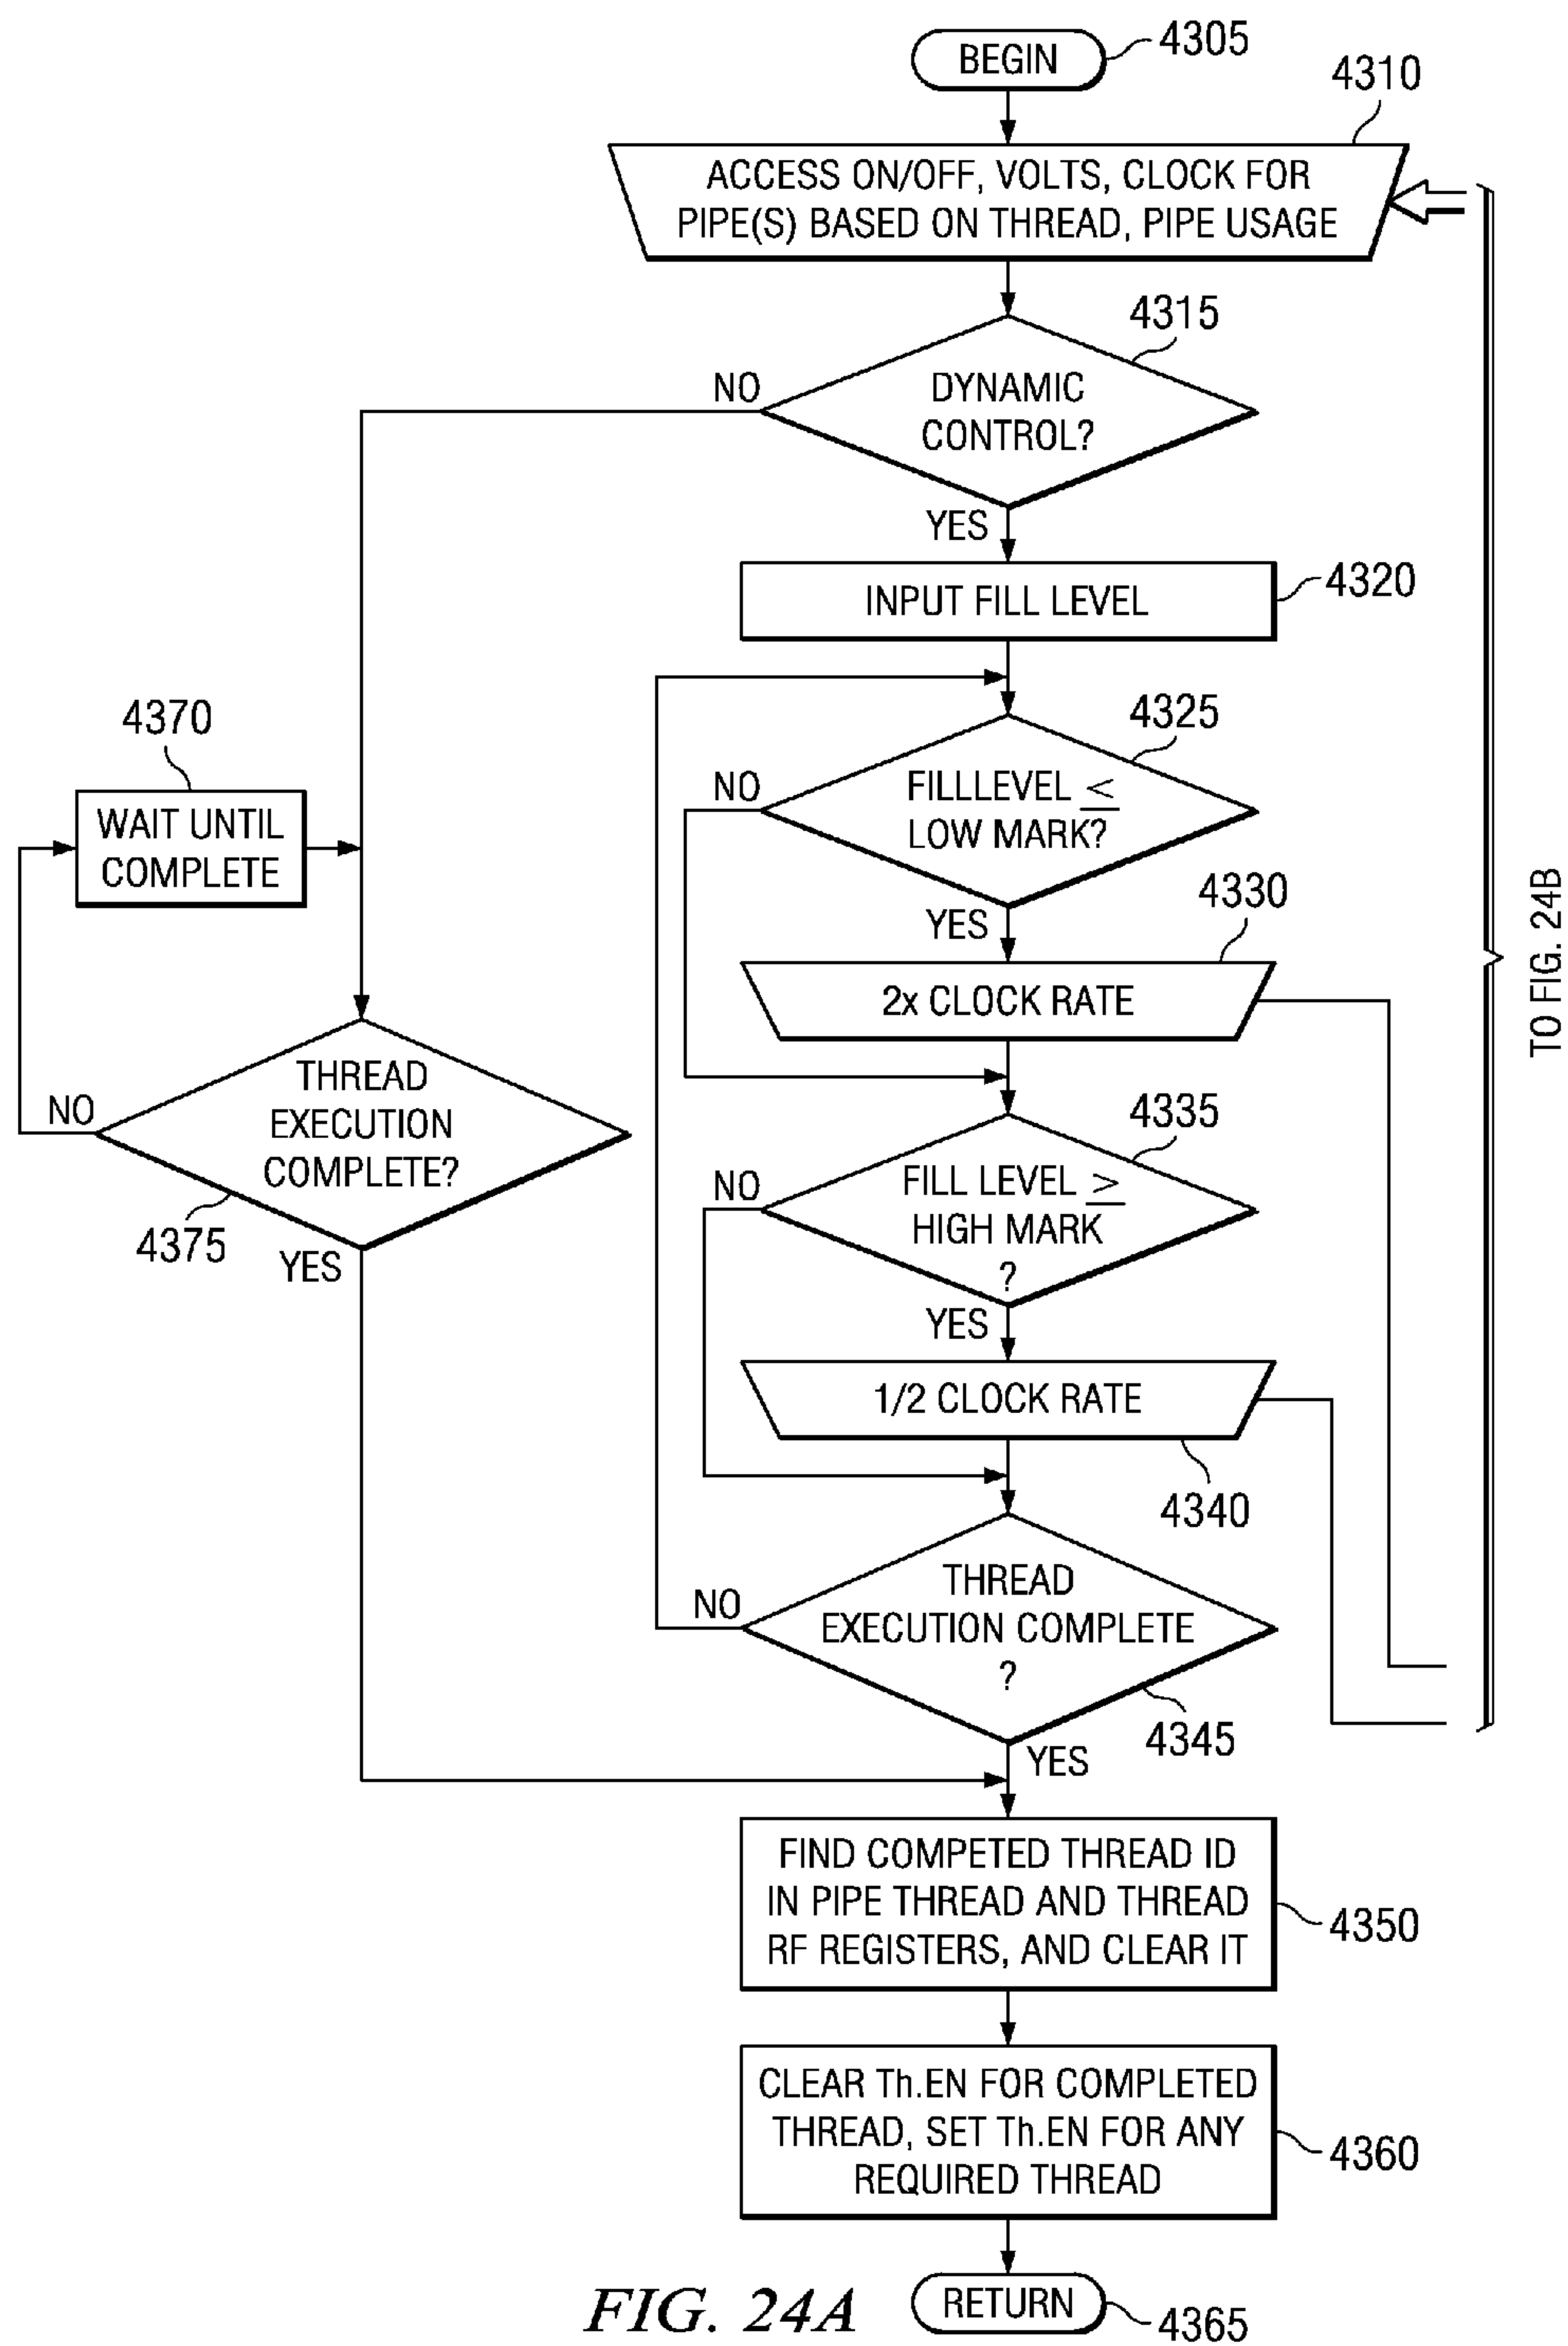 BEGIN
4305
4310
ACCESS ON/OFF, VOLTS, CLOCK FOR
PIPE(S) BASED ON THREAD, PIPE USAGE
4315
DYNAMIC
CONTROL?
NO
YES
INPUT FILL LEVEL
4320
4325
FILLLEVEL ≤
LOW MARK?
NO
YES
4330
2x CLOCK RATE
4335
FILL LEVEL ≥
HIGH MARK
?
NO
YES
1/2 CLOCK RATE
4340
THREAD
EXECUTION COMPLETE
?
NO
4345
YES
4370
WAIT UNTIL
COMPLETE
THREAD
EXECUTION
COMPLETE?
NO
4375
YES
FIND COMPETED THREAD ID
IN PIPE THREAD AND THREAD
RF REGISTERS, AND CLEAR IT
4350
CLEAR Th.EN FOR COMPLETED
THREAD, SET Th.EN FOR ANY
REQUIRED THREAD
4360
RETURN
4365
TO FIG. 24B
FIG. 24A